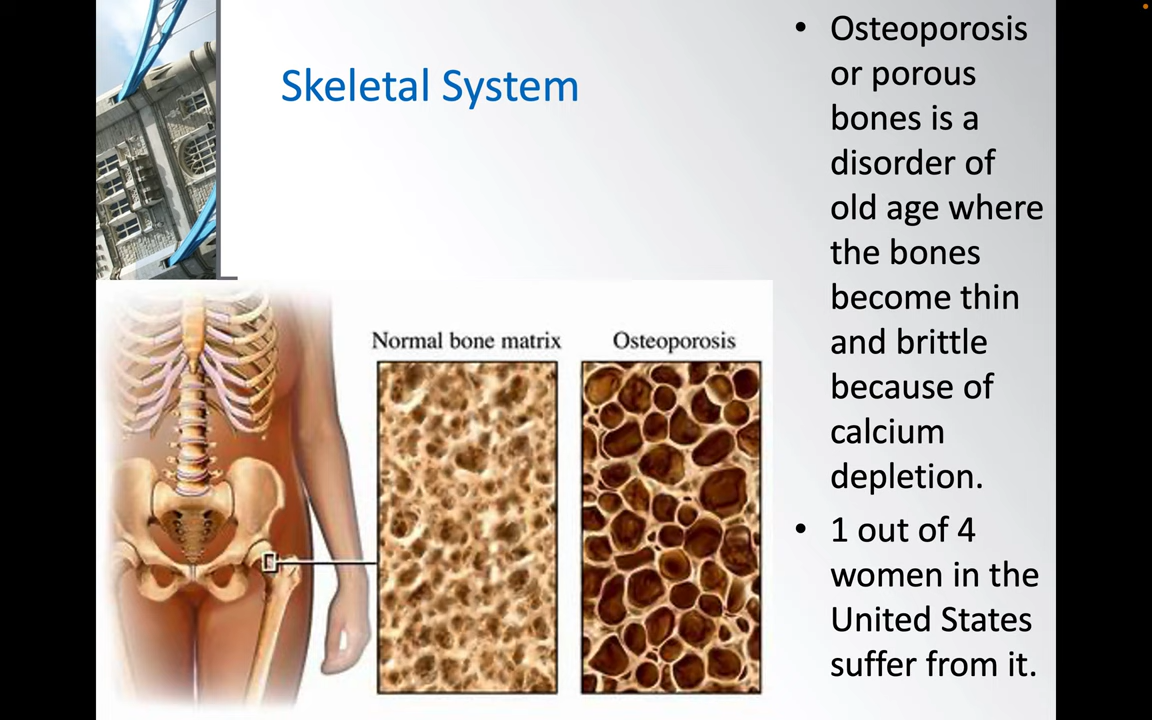 Skeletal System
Normal bone matrix
Osteoporosis
• Osteoporosis
or porous
bones is a
disorder of
old age where
the bones
become thin
and brittle
because of
calcium
depletion.
• 1 out of 4
women in the
United States
suffer from it.